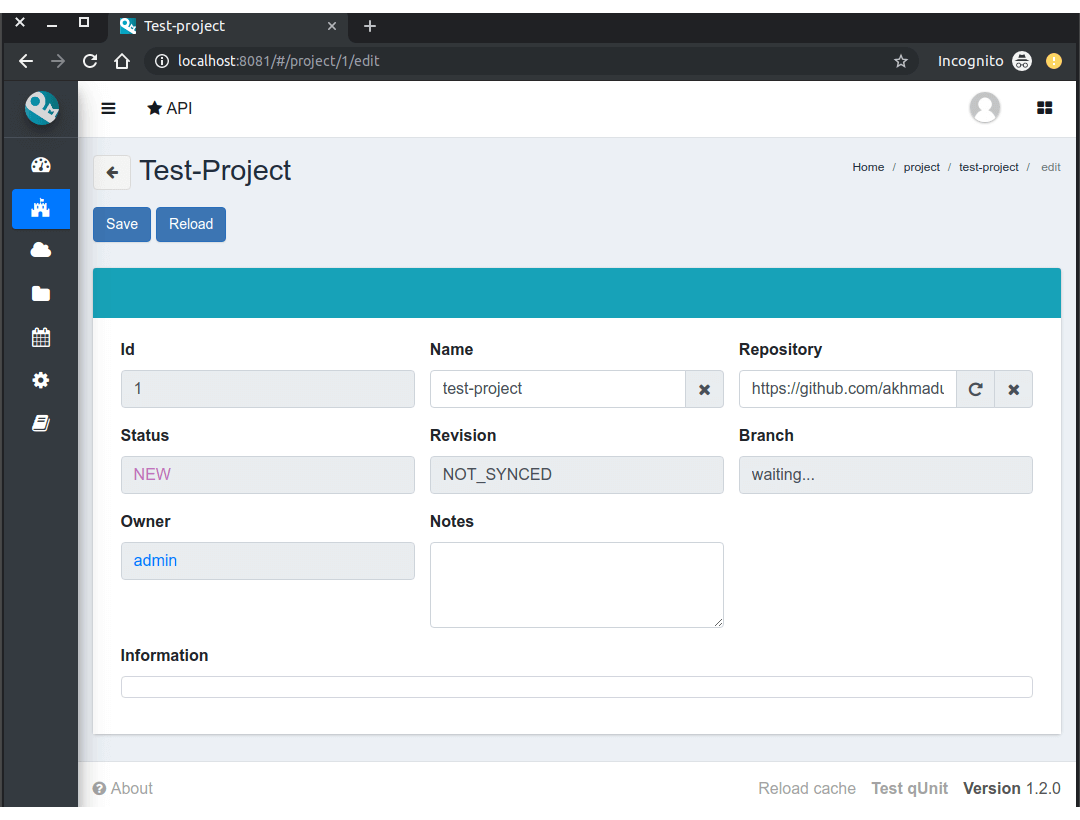 Test-project
localhost:8081/#/project/1/edit
Incognito
API
Test-Project
Home / project / test-project / edit
Save Reload
Id Name Repository
1 test-project https://github.com/akhmadu
Status Revision Branch
NEW NOT_SYNCED waiting...
Owner Notes
admin
Information
About Reload cache Test qUnit Version 1.2.0